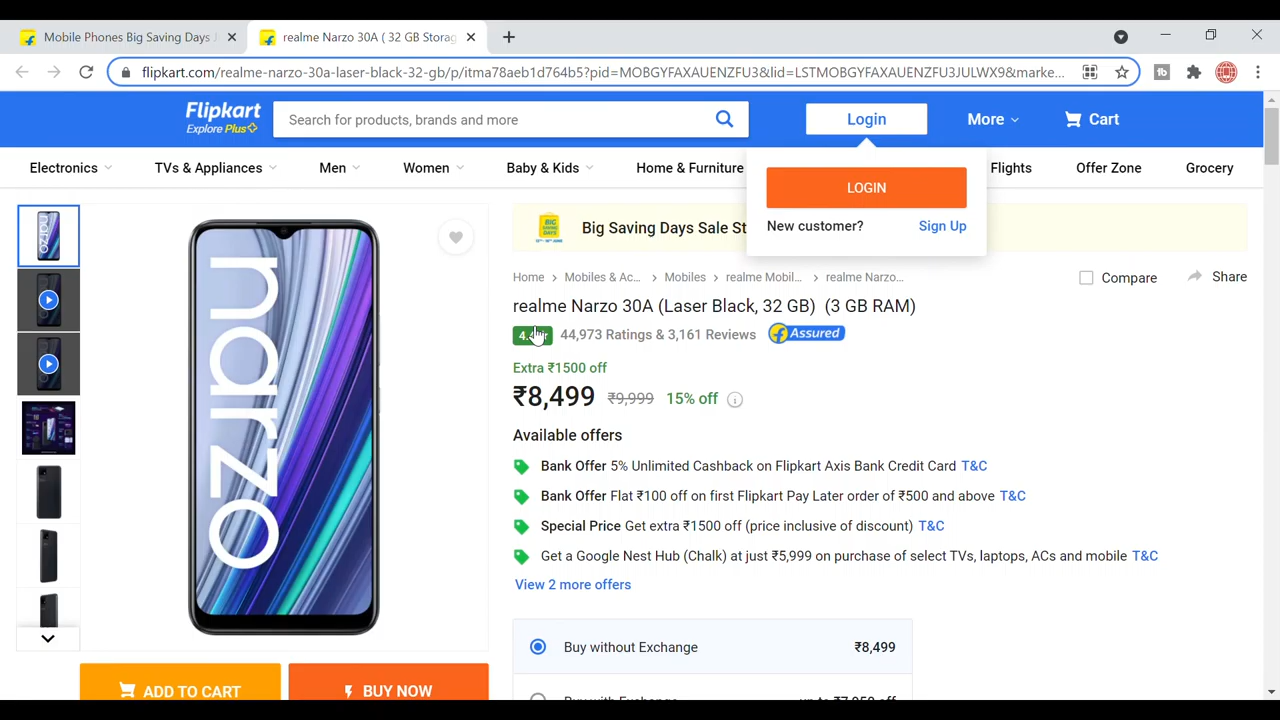 Mobile Phones Big Saving Days J
realme Narzo 30A ( 32 GB Storag
flipkart.com/realme-narzo-30a-laser-black-32-gb/p/itma78aeb1d764b5?pid=MOBGYFAXAUENZFU3&lid=LSTMOBGYFAXAUENZFU3JULWX9&marke...
Flipkart
Explore Plus
Search for products, brands and more
Login
More
Cart
Electronics
TVs & Appliances
Men
Women
Baby & Kids
Home & Furniture
Flights
Offer Zone
Grocery
LOGIN
New customer?
Sign Up
BIG SAVING DAYS
Big Saving Days Sale St
Home > Mobiles & Ac... > Mobiles > realme Mobil... > realme Narzo...
Compare
Share
realme Narzo 30A (Laser Black, 32 GB) (3 GB RAM)
44,973 Ratings & 3,161 Reviews
Assured
Extra ₹1500 off
₹8,499 ₹9,999 15% off
Available offers
Bank Offer 5% Unlimited Cashback on Flipkart Axis Bank Credit Card T&C
Bank Offer Flat ₹100 off on first Flipkart Pay Later order of ₹500 and above T&C
Special Price Get extra ₹1500 off (price inclusive of discount) T&C
Get a Google Nest Hub (Chalk) at just ₹5,999 on purchase of select TVs, laptops, ACs and mobile T&C
View 2 more offers
Buy without Exchange
₹8,499
narzo
narzo
ADD TO CART
BUY NOW